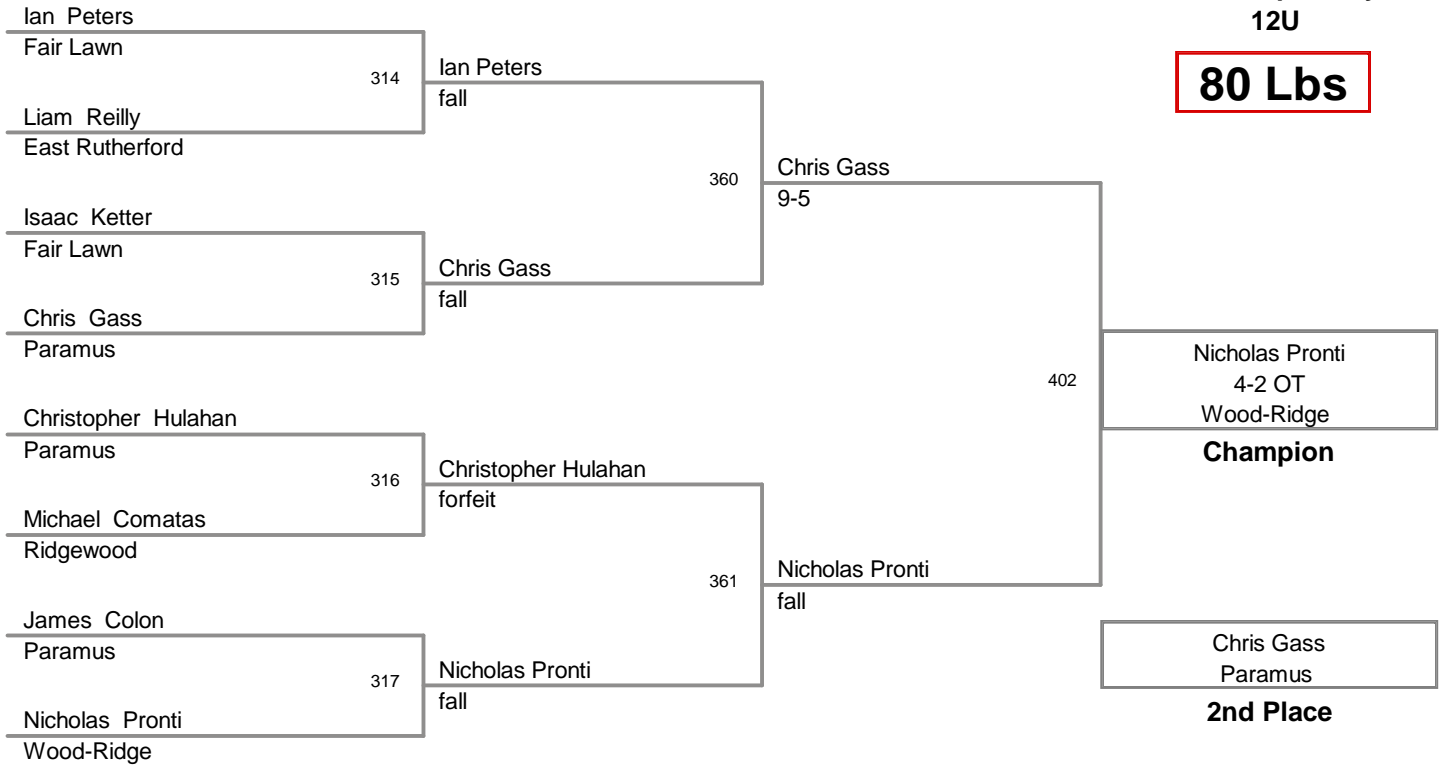 12U
80 Lbs
Ian Peters
Fair Lawn
314
Liam Reilly
East Rutherford
Isaac Ketter
Fair Lawn
315
Chris Gass
Paramus
Christopher Hulahan
Paramus
316
Michael Comatas
Ridgewood
James Colon
Paramus
317
Nicholas Pronti
Wood-Ridge
Ian Peters
fall
360
Chris Gass
fall
Christopher Hulahan
forfeit
361
Nicholas Pronti
fall
Chris Gass
9-5
402
Nicholas Pronti
fall
Nicholas Pronti
4-2 OT
Wood-Ridge
Champion
Chris Gass
Paramus
2nd Place